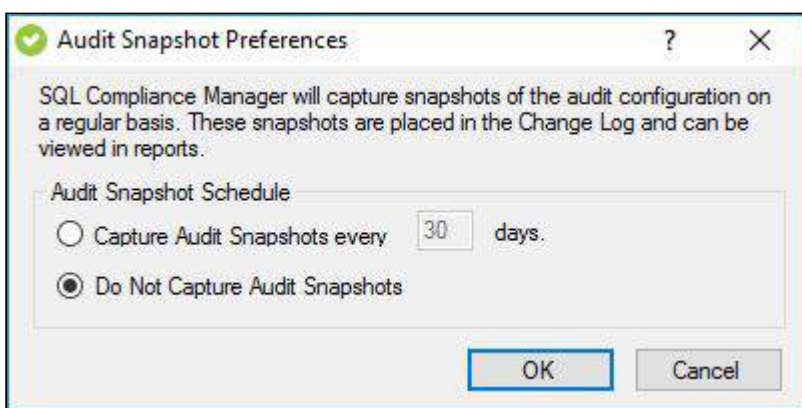 Audit Snapshot Preferences ? X
SQL Compliance Manager will capture snapshots of the audit configuration on
a regular basis. These snapshots are placed in the Change Log and can be
viewed in reports.
Audit Snapshot Schedule
Capture Audit Snapshots every 30 days.
Do Not Capture Audit Snapshots
OK Cancel